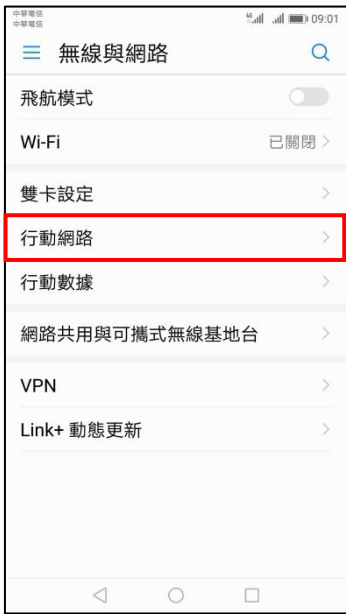 中華電信
中華電信
4G 09:01
無線與網路
飛航模式
Wi-Fi 已關閉
雙卡設定
行動網路
行動數據
網路共用與可攜式無線基地台
VPN
Link+ 動態更新